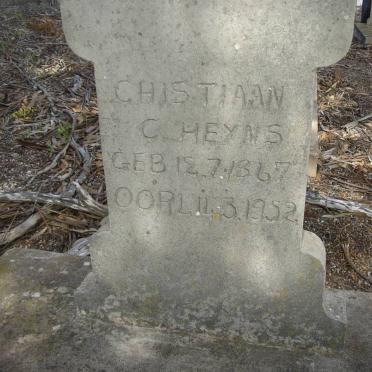 CHISTIAAN
C HEYNS
GEB 12.7.1867
OORL 11.3.1952